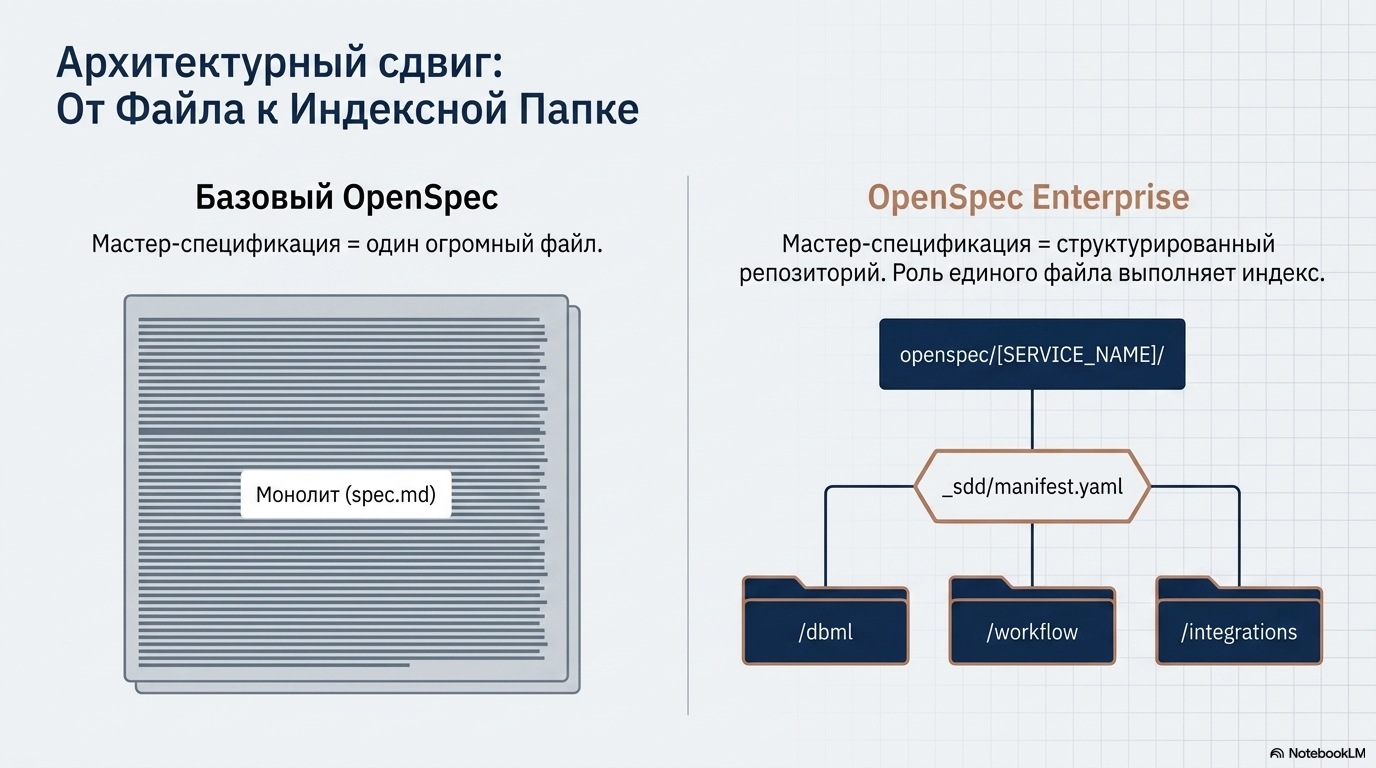 Архитектурный сдвиг:
От Файла к Индексной Папке
Базовый OpenSpec
Мастер-спецификация = один огромный файл.
Монолит (spec.md)
OpenSpec Enterprise
Мастер-спецификация = структурированный
репозиторий. Роль единого файла выполняет индекс.
openspec/[SERVICE_NAME]/
_sdd/manifest.yaml
/dbml
/workflow
/integrations
NotebookLM